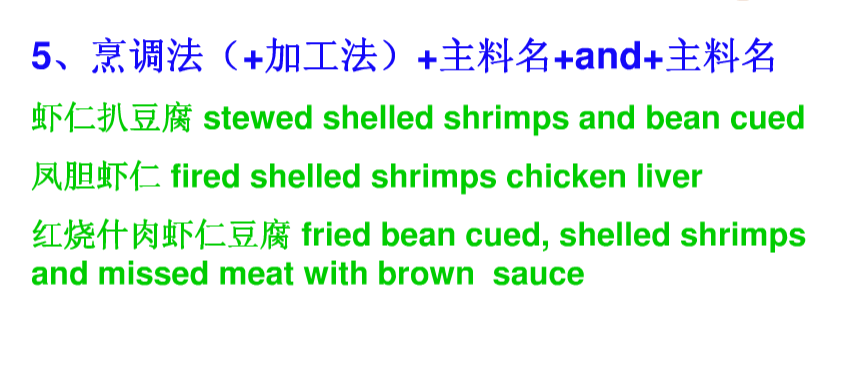 5、烹调法（+加工法）+主料名+and+主料名
虾仁扒豆腐 stewed shelled shrimps and bean cued
凤胆虾仁 fired shelled shrimps chicken liver
红烧什肉虾仁豆腐 fried bean cued, shelled shrimps
and missed meat with brown sauce